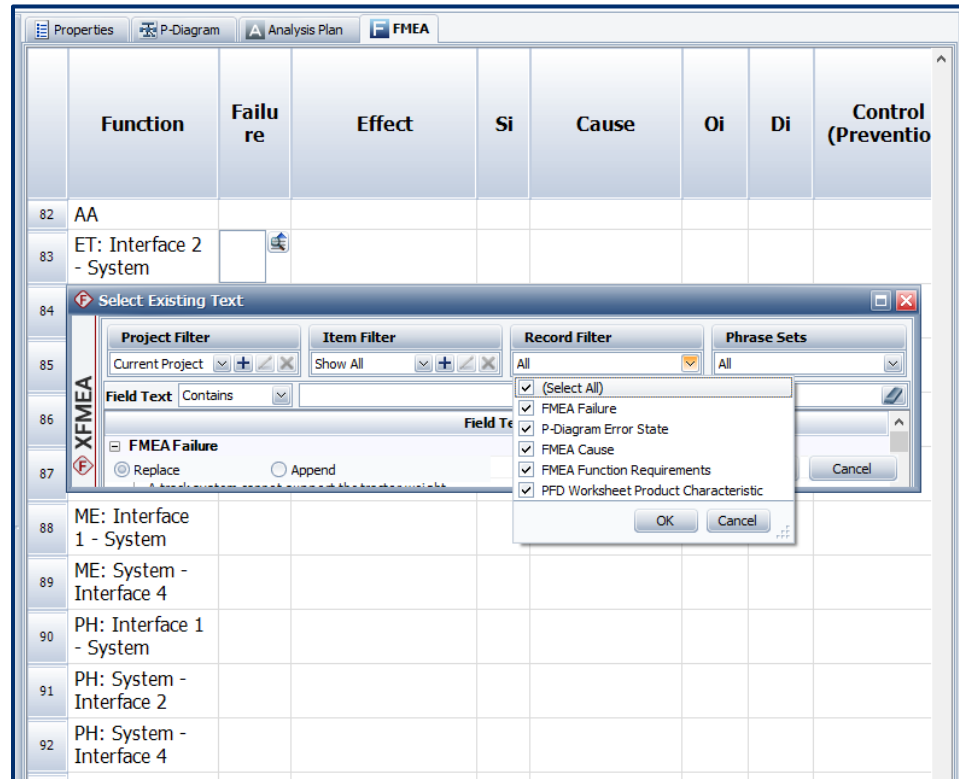 Properties
P-Diagram
A Analysis Plan
F FMEA
Function
Failu
re
Effect
Si
Cause
Oi
Di
Control
(Preventio
82
AA
83
ET: Interface 2
- System
84
F Select Existing Text
XFMEA
F
Project Filter
Item Filter
Record Filter
Phrase Sets
85
Current Project
Show All
All
All
Field Text
Contains
(Select All)
86
Field Te
FMEA Failure
FMEA Failure
P-Diagram Error State
FMEA Cause
87
Replace
Append
FMEA Function Requirements
Cancel
PFD Worksheet Product Characteristic
OK
Cancel
88
ME: Interface
1 - System
89
ME: System -
Interface 4
90
PH: Interface 1
- System
91
PH: System -
Interface 2
92
PH: System -
Interface 4